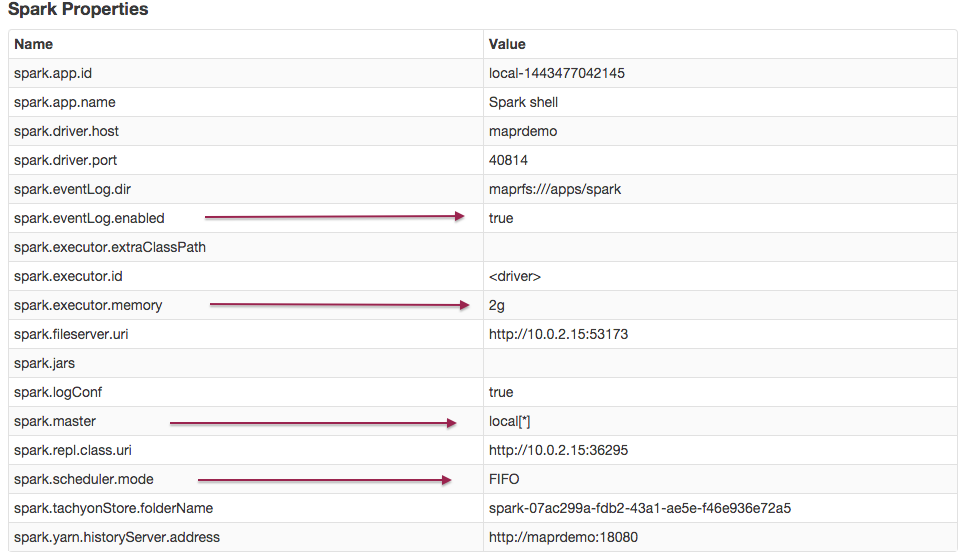 Spark Properties
Name Value
spark.app.id local-1443477042145
spark.app.name Spark shell
spark.driver.host maprdemo
spark.driver.port 40814
spark.eventLog.dir maprfs:///apps/spark
spark.eventLog.enabled true
spark.executor.extraClassPath
spark.executor.id <driver>
spark.executor.memory 2g
spark.fileserver.uri http://10.0.2.15:53173
spark.jars
spark.logConf true
spark.master local[*]
spark.repl.class.uri http://10.0.2.15:36295
spark.scheduler.mode FIFO
spark.tachyonStore.folderName spark-07ac299a-fdb2-43a1-ae5e-f46e936e72a5
spark.yarn.historyServer.address http://maprdemo:18080